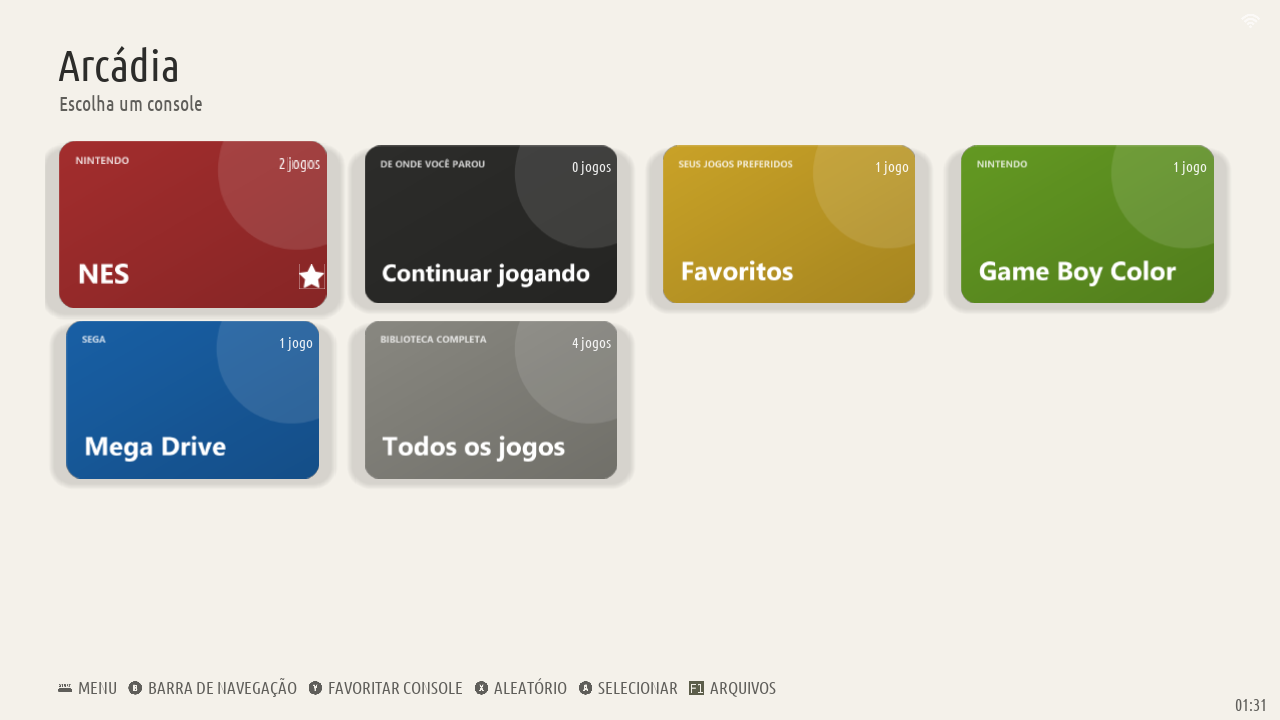 Arcádia
Escolha um console
NINTENDO
2 jogos
NES
DE ONDE VOCÊ PAROU
0 jogos
Continuar jogando
SEUS JOGOS PREFERIDOS
1 jogo
Favoritos
NINTENDO
1 jogo
Game Boy Color
SEGA
1 jogo
Mega Drive
BIBLIOTECA COMPLETA
4 jogos
Todos os jogos
MENU B BARRA DE NAVEGAÇÃO Y FAVORITAR CONSOLE X ALEATÓRIO A SELECIONAR F1 ARQUIVOS
01:31